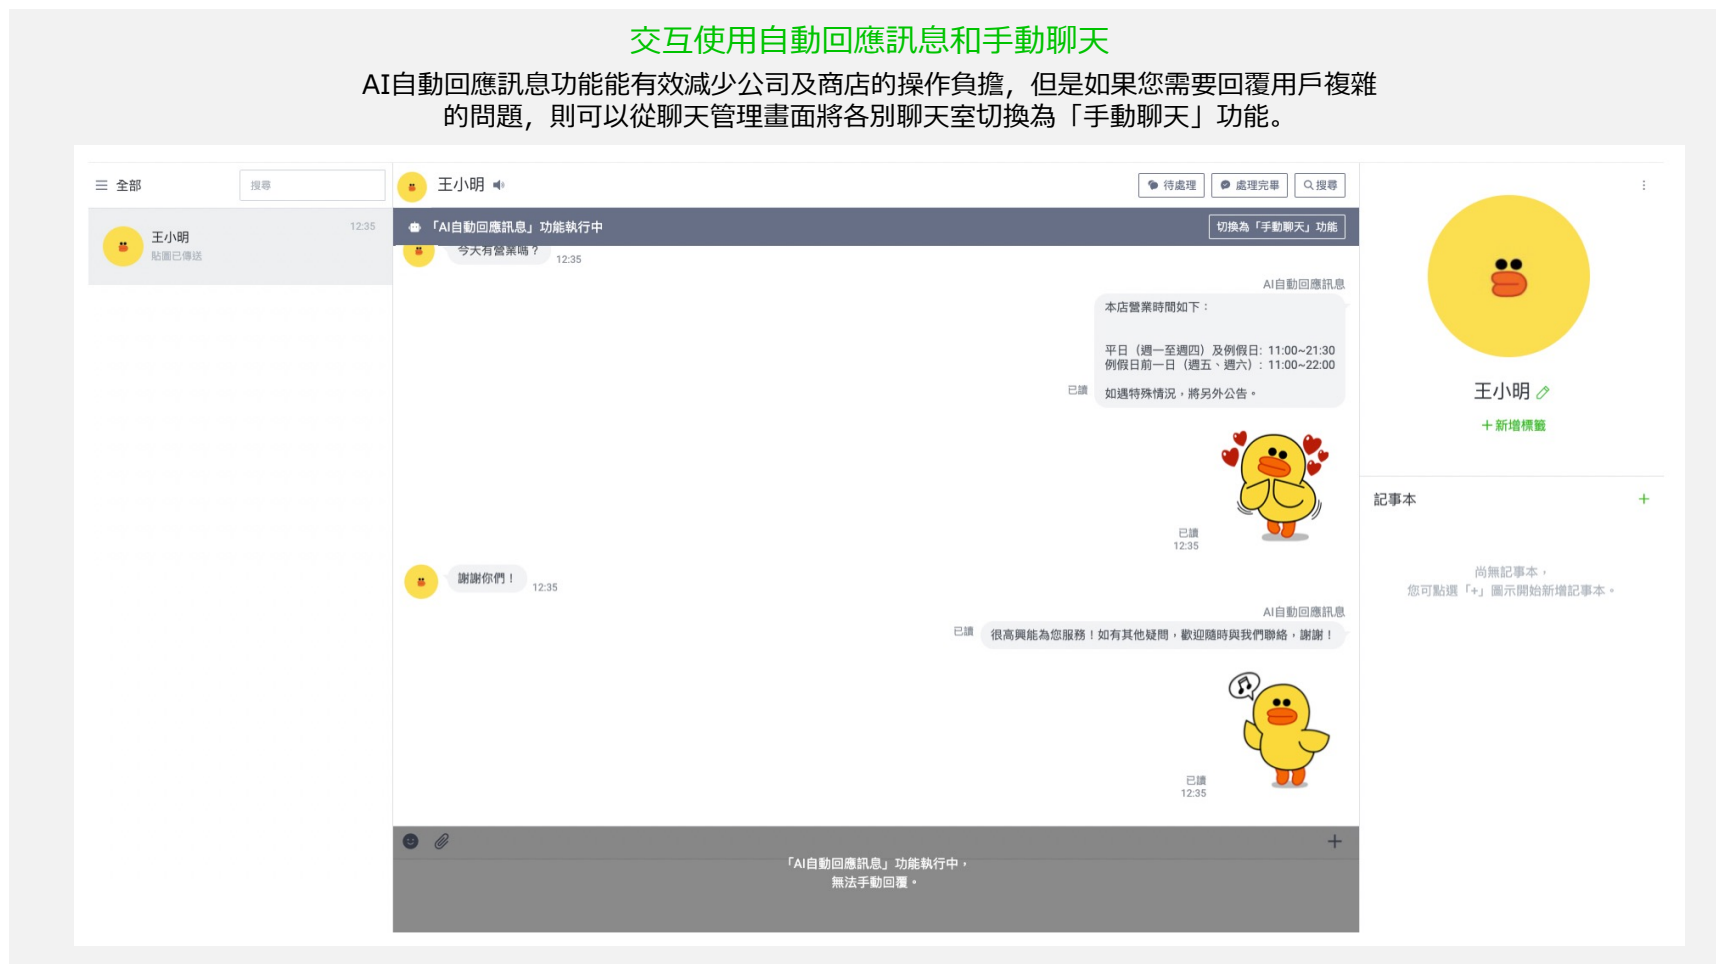 交互使用自動回應訊息和手動聊天
AI自動回應訊息功能能有效減少公司及商店的操作負擔，但是如果您需要回覆用戶複雜
的問題，則可以從聊天管理畫面將各別聊天室切換為「手動聊天」功能。
全部
搜尋
王小明
12:35
貼圖已傳送
王小明
待處理
處理完畢
搜尋
「AI自動回應訊息」功能執行中
切換為「手動聊天」功能
今天有營業嗎？
12:35
AI自動回應訊息
本店營業時間如下：
平日（週一至週四）及例假日: 11:00~21:30
例假日前一日（週五、週六）: 11:00~22:00
如遇特殊情況，將另外公告。
已讀
已讀
12:35
謝謝你們！
12:35
AI自動回應訊息
已讀
很高興能為您服務！如有其他疑問，歡迎隨時與我們聯絡，謝謝！
已讀
12:35
「AI自動回應訊息」功能執行中，
無法手動回覆。
王小明
＋新增標籤
記事本
+
尚無記事本，
您可點選「+」圖示開始新增記事本。